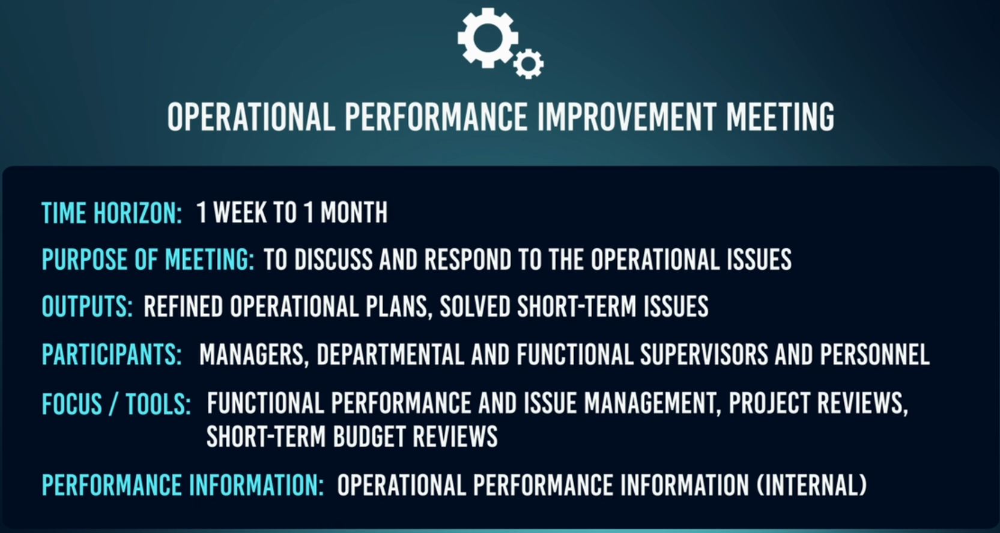 OPERATIONAL PERFORMANCE IMPROVEMENT MEETING
TIME HORIZON: 1 WEEK TO 1 MONTH
PURPOSE OF MEETING: TO DISCUSS AND RESPOND TO THE OPERATIONAL ISSUES
OUTPUTS: REFINED OPERATIONAL PLANS, SOLVED SHORT-TERM ISSUES
PARTICIPANTS: MANAGERS, DEPARTMENTAL AND FUNCTIONAL SUPERVISORS AND PERSONNEL
FOCUS / TOOLS: FUNCTIONAL PERFORMANCE AND ISSUE MANAGEMENT, PROJECT REVIEWS,
SHORT-TERM BUDGET REVIEWS
PERFORMANCE INFORMATION: OPERATIONAL PERFORMANCE INFORMATION (INTERNAL)